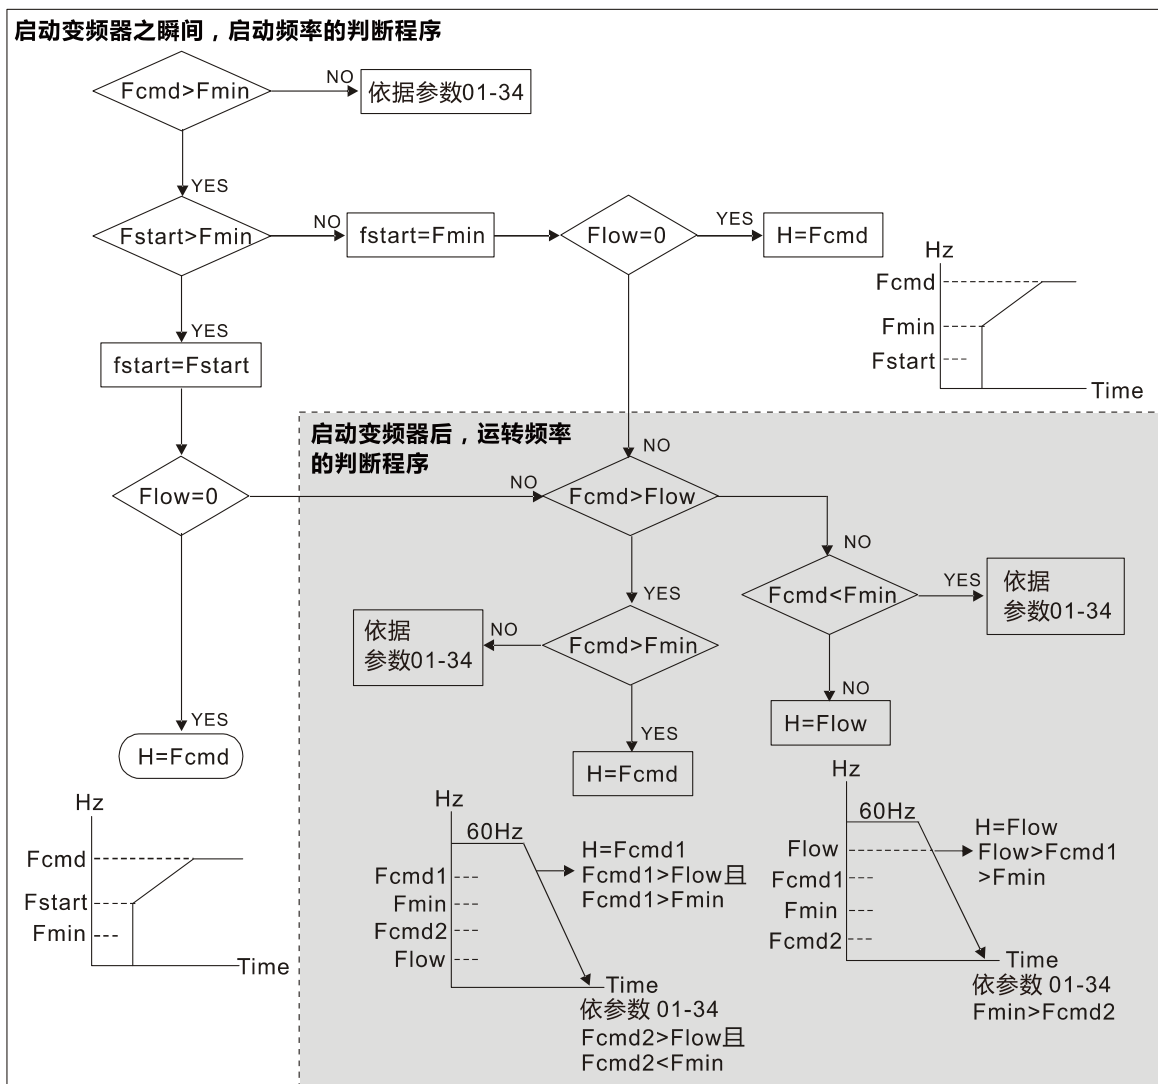 启动变频器之瞬间，启动频率的判断程序
Fcmd>Fmin
NO
依据参数01-34
YES
Fstart>Fmin
NO
fstart=Fmin
Flow=0
YES
H=Fcmd
Hz
Fcmd
Fmin
Fstart
Time
YES
fstart=Fstart
启动变频器后，运转频率
的判断程序
NO
Flow=0
NO
Fcmd>Flow
NO
YES
Fcmd<Fmin
YES
依据
参数01-34
依据
参数01-34
NO
Fcmd>Fmin
NO
H=Flow
YES
H=Fcmd
YES
H=Fcmd
Hz
Fcmd
Fstart
Fmin
Time
Hz
60Hz
Fcmd1
Fmin
Fcmd2
Flow
H=Fcmd1
Fcmd1>Flow且
Fcmd1>Fmin
Time
依参数 01-34
Fcmd2>Flow且
Fcmd2<Fmin
Hz
60Hz
Flow
Fcmd1
Fmin
Fcmd2
H=Flow
Flow>Fcmd1
>Fmin
Time
依参数 01-34
Fmin>Fcmd2